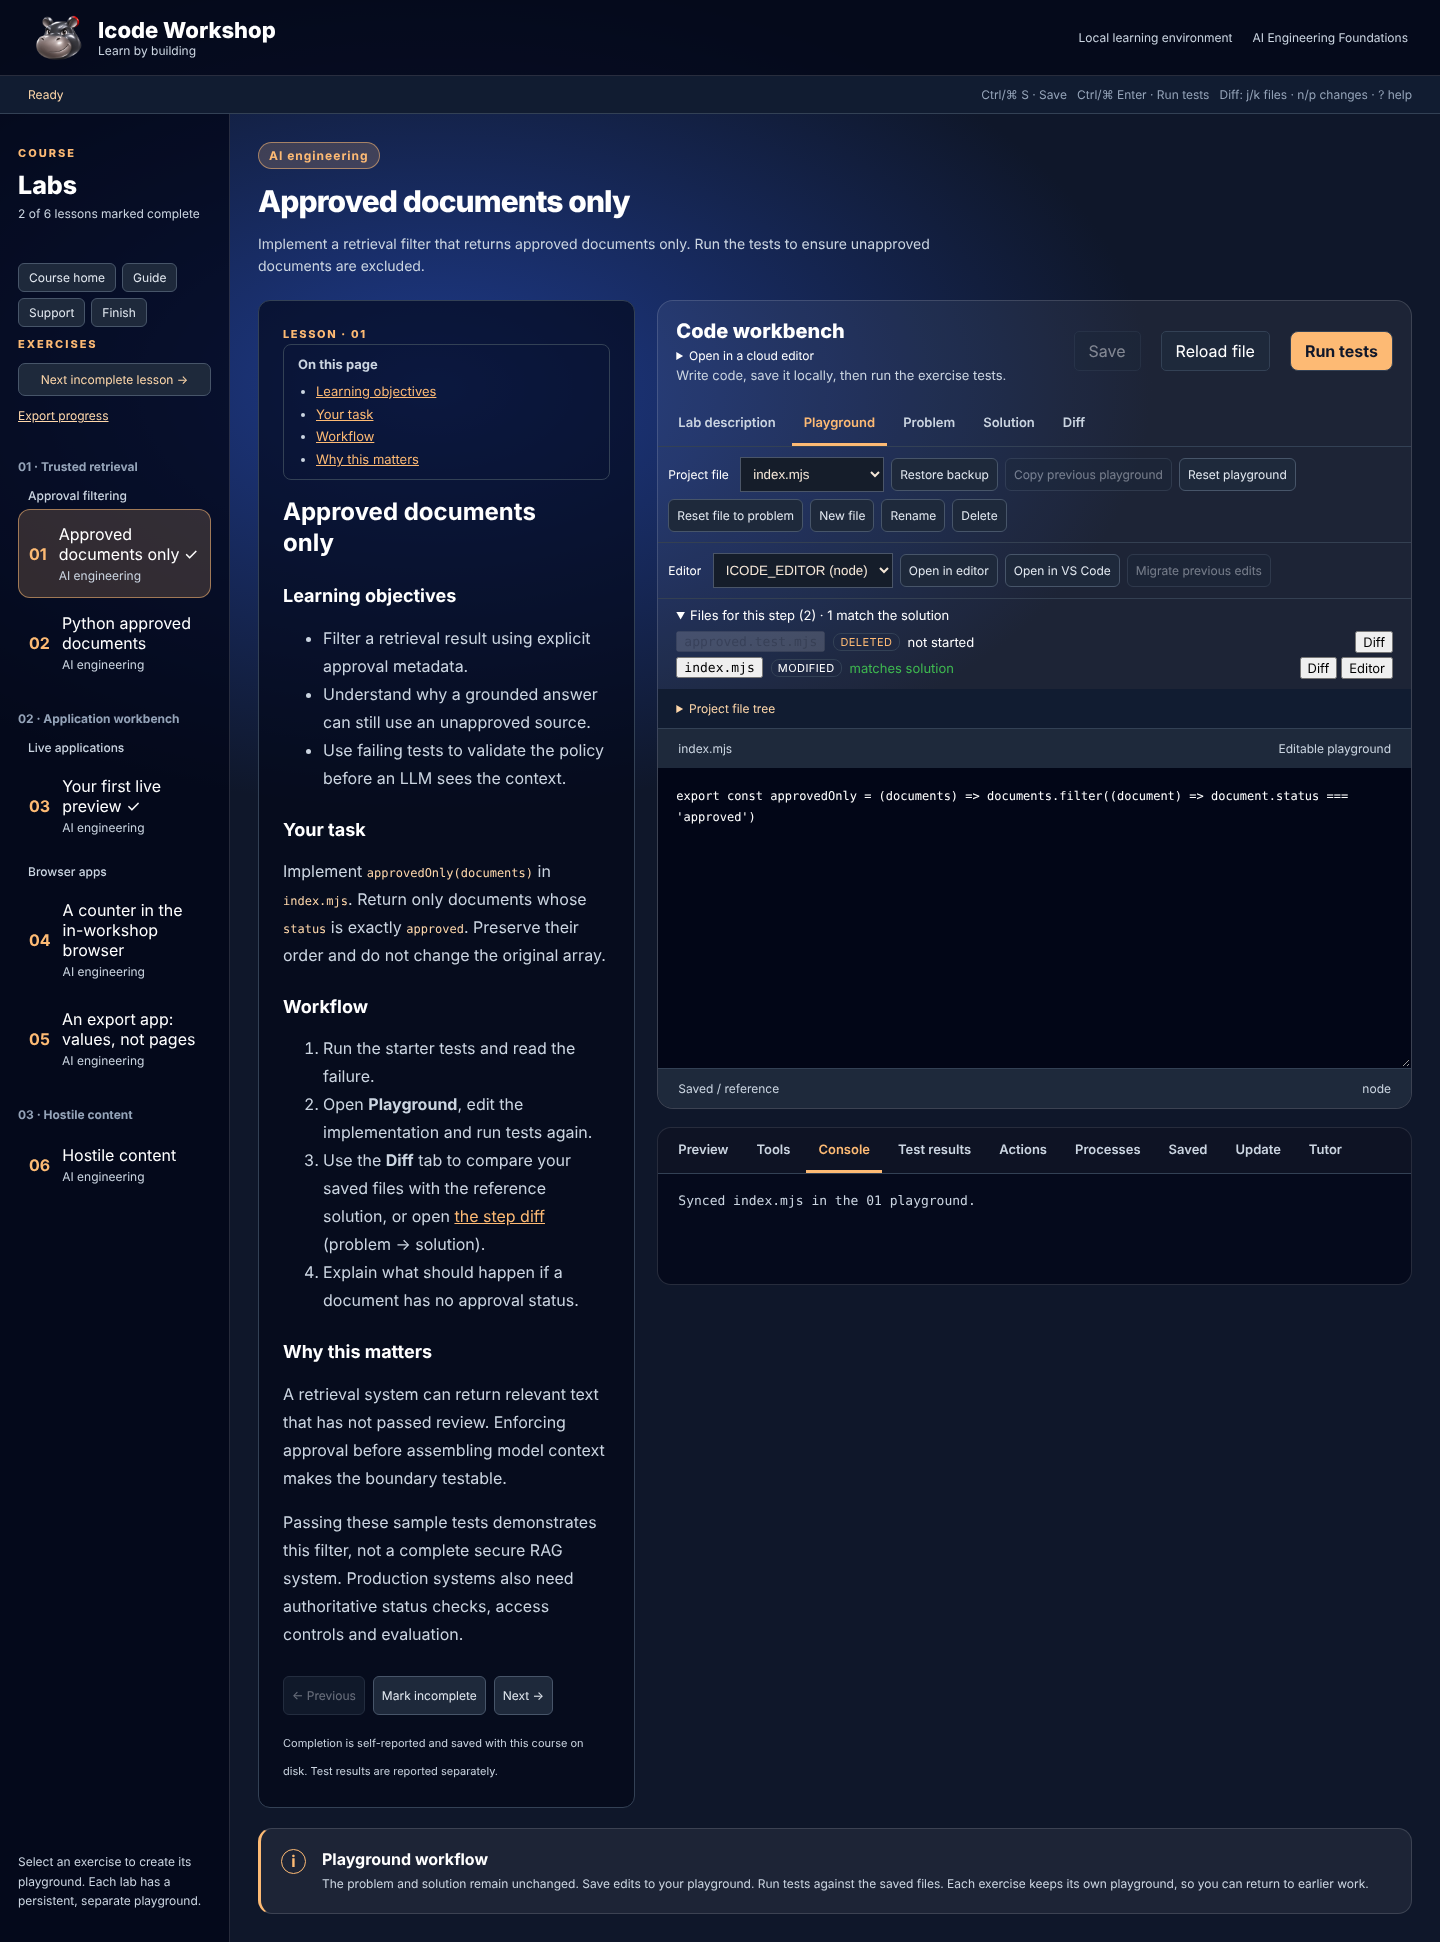 Icode Workshop
Learn by building
Local learning environment
AI Engineering Foundations
Ready
Ctrl/⌘ S · Save Ctrl/⌘ Enter · Run tests Diff: j/k files · n/p changes · ? help
COURSE
Labs
2 of 6 lessons marked complete
Course home
Guide
Support
Finish
EXERCISES
Next incomplete lesson →
Export progress
01 · Trusted retrieval
Approval filtering
01
Approved
documents only ✓
AI engineering
02
Python approved
documents
AI engineering
02 · Application workbench
Live applications
03
Your first live
preview ✓
AI engineering
Browser apps
04
A counter in the
in-workshop
browser
AI engineering
05
An export app:
values, not pages
AI engineering
03 · Hostile content
06
Hostile content
AI engineering
Select an exercise to create its
playground. Each lab has a
persistent, separate playground.
AI engineering
Approved documents only
Implement a retrieval filter that returns approved documents only. Run the tests to ensure unapproved
documents are excluded.
LESSON · 01
On this page
• Learning objectives
• Your task
• Workflow
• Why this matters
Approved documents
only
Learning objectives
• Filter a retrieval result using explicit
approval metadata.
• Understand why a grounded answer
can still use an unapproved source.
• Use failing tests to validate the policy
before an LLM sees the context.
Your task
Implement approvedOnly(documents) in
index.mjs. Return only documents whose
status is exactly approved. Preserve their
order and do not change the original array.
Workflow
1. Run the starter tests and read the
failure.
2. Open Playground, edit the
implementation and run tests again.
3. Use the Diff tab to compare your
saved files with the reference
solution, or open the step diff
(problem → solution).
4. Explain what should happen if a
document has no approval status.
Why this matters
A retrieval system can return relevant text
that has not passed review. Enforcing
approval before assembling model context
makes the boundary testable.
Passing these sample tests demonstrates
this filter, not a complete secure RAG
system. Production systems also need
authoritative status checks, access
controls and evaluation.
← Previous
Mark incomplete
Next →
Completion is self-reported and saved with this course on
disk. Test results are reported separately.
Code workbench
▶ Open in a cloud editor
Write code, save it locally, then run the exercise tests.
Save
Reload file
Run tests
Lab description
Playground
Problem
Solution
Diff
Project file
index.mjs
Restore backup
Copy previous playground
Reset playground
Reset file to problem
New file
Rename
Delete
Editor
ICODE_EDITOR (node)
Open in editor
Open in VS Code
Migrate previous edits
▼ Files for this step (2) · 1 match the solution
approved.test.mjs
DELETED
not started
Diff
index.mjs
MODIFIED
matches solution
Diff
Editor
▶ Project file tree
index.mjs
Editable playground
export const approvedOnly = (documents) => documents.filter((document) => document.status ===
'approved')
Saved / reference
node
Preview
Tools
Console
Test results
Actions
Processes
Saved
Update
Tutor
Synced index.mjs in the 01 playground.
i
Playground workflow
The problem and solution remain unchanged. Save edits to your playground. Run tests against the saved files. Each exercise keeps its own playground, so you can return to earlier work.